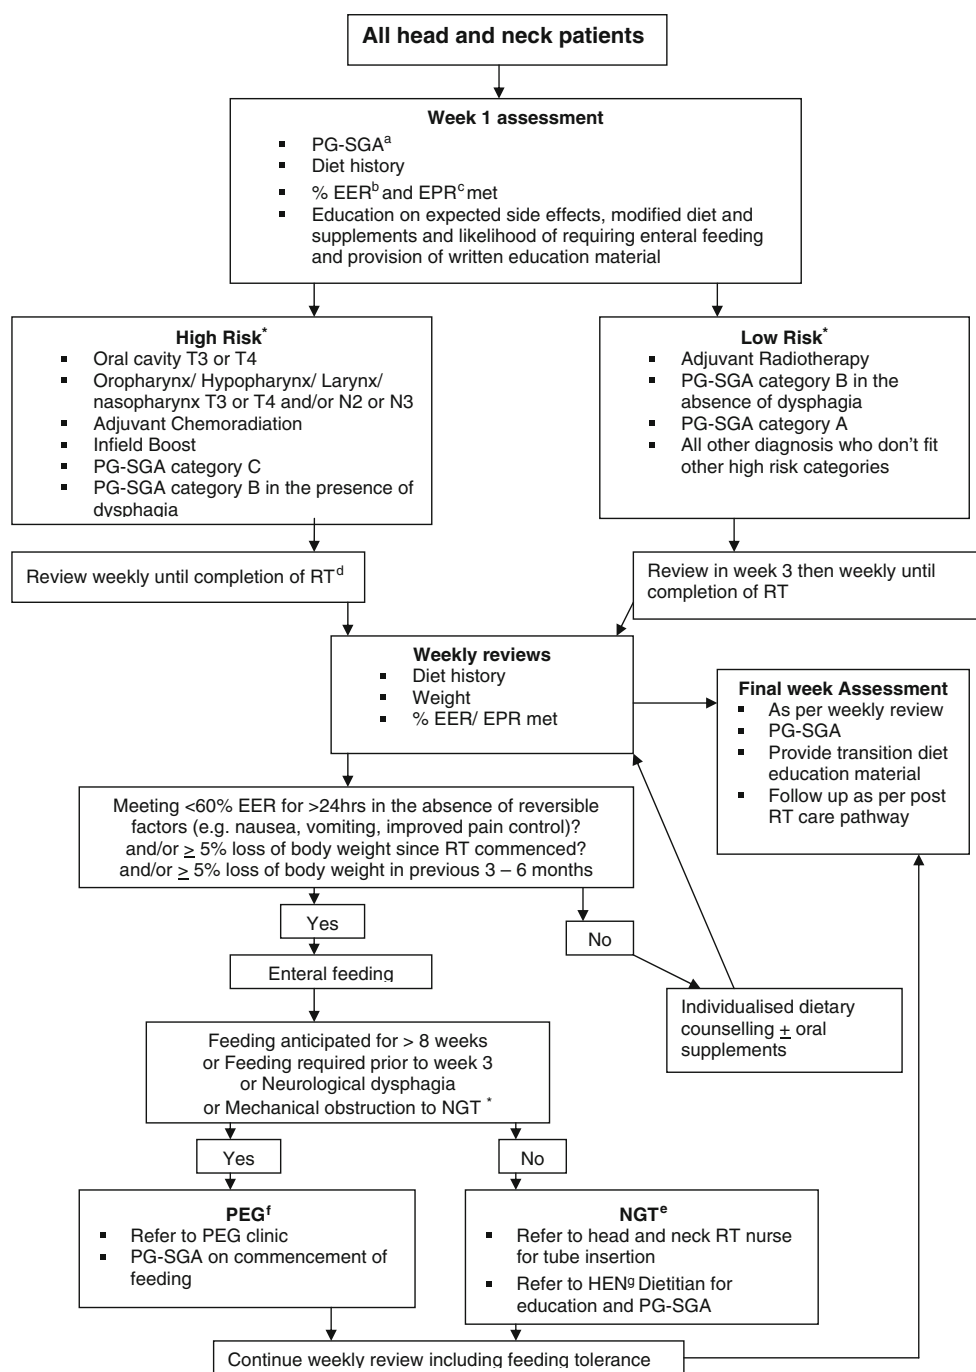 All head and neck patients
Week 1 assessment
▪ PG-SGAᵃ
▪ Diet history
▪ % EERᵇ and EPRᶜ met
▪ Education on expected side effects, modified diet and
supplements and likelihood of requiring enteral feeding
and provision of written education material
High Risk*
▪ Oral cavity T3 or T4
▪ Oropharynx/ Hypopharynx/ Larynx/
nasopharynx T3 or T4 and/or N2 or N3
▪ Adjuvant Chemoradiation
▪ Infield Boost
▪ PG-SGA category C
▪ PG-SGA category B in the presence of
dysphagia
Low Risk*
▪ Adjuvant Radiotherapy
▪ PG-SGA category B in the
absence of dysphagia
▪ PG-SGA category A
▪ All other diagnosis who don't fit
other high risk categories
Review weekly until completion of RTᵈ
Review in week 3 then weekly until
completion of RT
Weekly reviews
▪ Diet history
▪ Weight
▪ % EER/ EPR met
Final week Assessment
▪ As per weekly review
▪ PG-SGA
▪ Provide transition diet
education material
▪ Follow up as per post
RT care pathway
Meeting <60% EER for >24hrs in the absence of reversible
factors (e.g. nausea, vomiting, improved pain control)?
and/or ≥ 5% loss of body weight since RT commenced?
and/or ≥ 5% loss of body weight in previous 3 – 6 months
Yes
No
Enteral feeding
Individualised dietary
counselling ± oral
supplements
Feeding anticipated for > 8 weeks
or Feeding required prior to week 3
or Neurological dysphagia
or Mechanical obstruction to NGT *
Yes
No
PEGᶠ
▪ Refer to PEG clinic
▪ PG-SGA on commencement of
feeding
NGTᵉ
▪ Refer to head and neck RT nurse
for tube insertion
▪ Refer to HENᵍ Dietitian for
education and PG-SGA
Continue weekly review including feeding tolerance